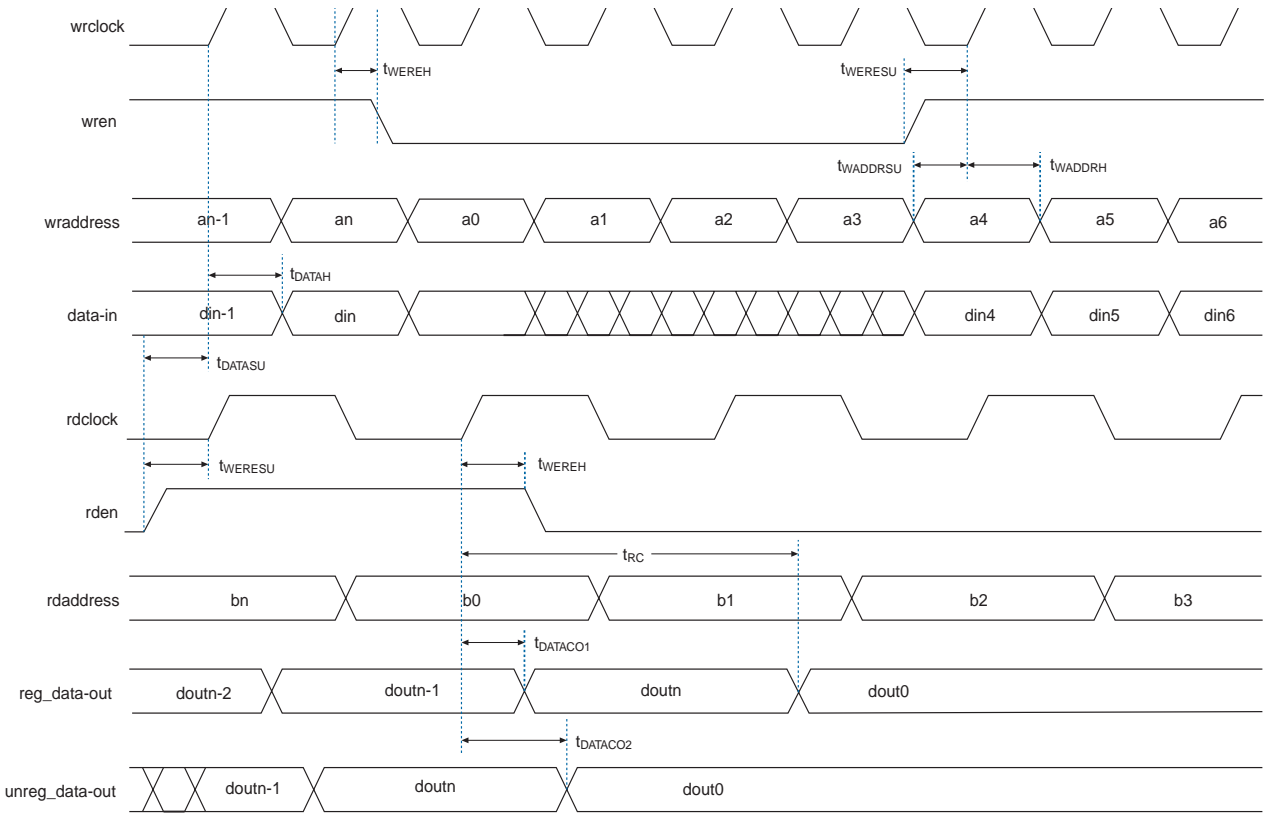 wrclock
tWEREH tWERESU
wren
tWADDRSU tWADDRH
wraddress an-1 an a0 a1 a2 a3 a4 a5 a6
tDATAH
data-in din-1 din din4 din5 din6
tDATASU
rdclock
tWERESU tWEREH
rden
tRC
rdaddress bn b0 b1 b2 b3
tDATACO1
reg_data-out doutn-2 doutn-1 doutn dout0
tDATACO2
unreg_data-out doutn-1 doutn dout0